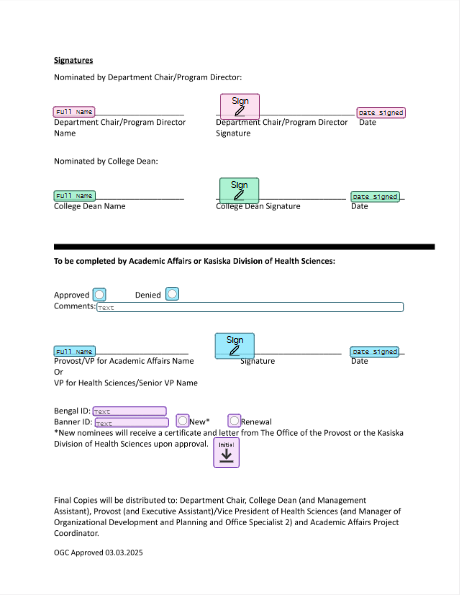 Signatures
Nominated by Department Chair/Program Director:
Full Name Sign Date Signed
Department Chair/Program Director Department Chair/Program Director Date
Name Signature
Nominated by College Dean:
Full Name Sign Date Signed
College Dean Name College Dean Signature Date
To be completed by Academic Affairs or Kasiska Division of Health Sciences:
Approved Denied
Comments: Text
Full Name Sign Date Signed
Provost/VP for Academic Affairs Name Signature Date
Or
VP for Health Sciences/Senior VP Name
Bengal ID: Text
Banner ID: Text New* Renewal
*New nominees will receive a certificate and letter from The Office of the Provost or the Kasiska
Division of Health Sciences upon approval. Initial
Final Copies will be distributed to: Department Chair, College Dean (and Management
Assistant), Provost (and Executive Assistant)/Vice President of Health Sciences (and Manager of
Organizational Development and Planning and Office Specialist 2) and Academic Affairs Project
Coordinator.
OGC Approved 03.03.2025